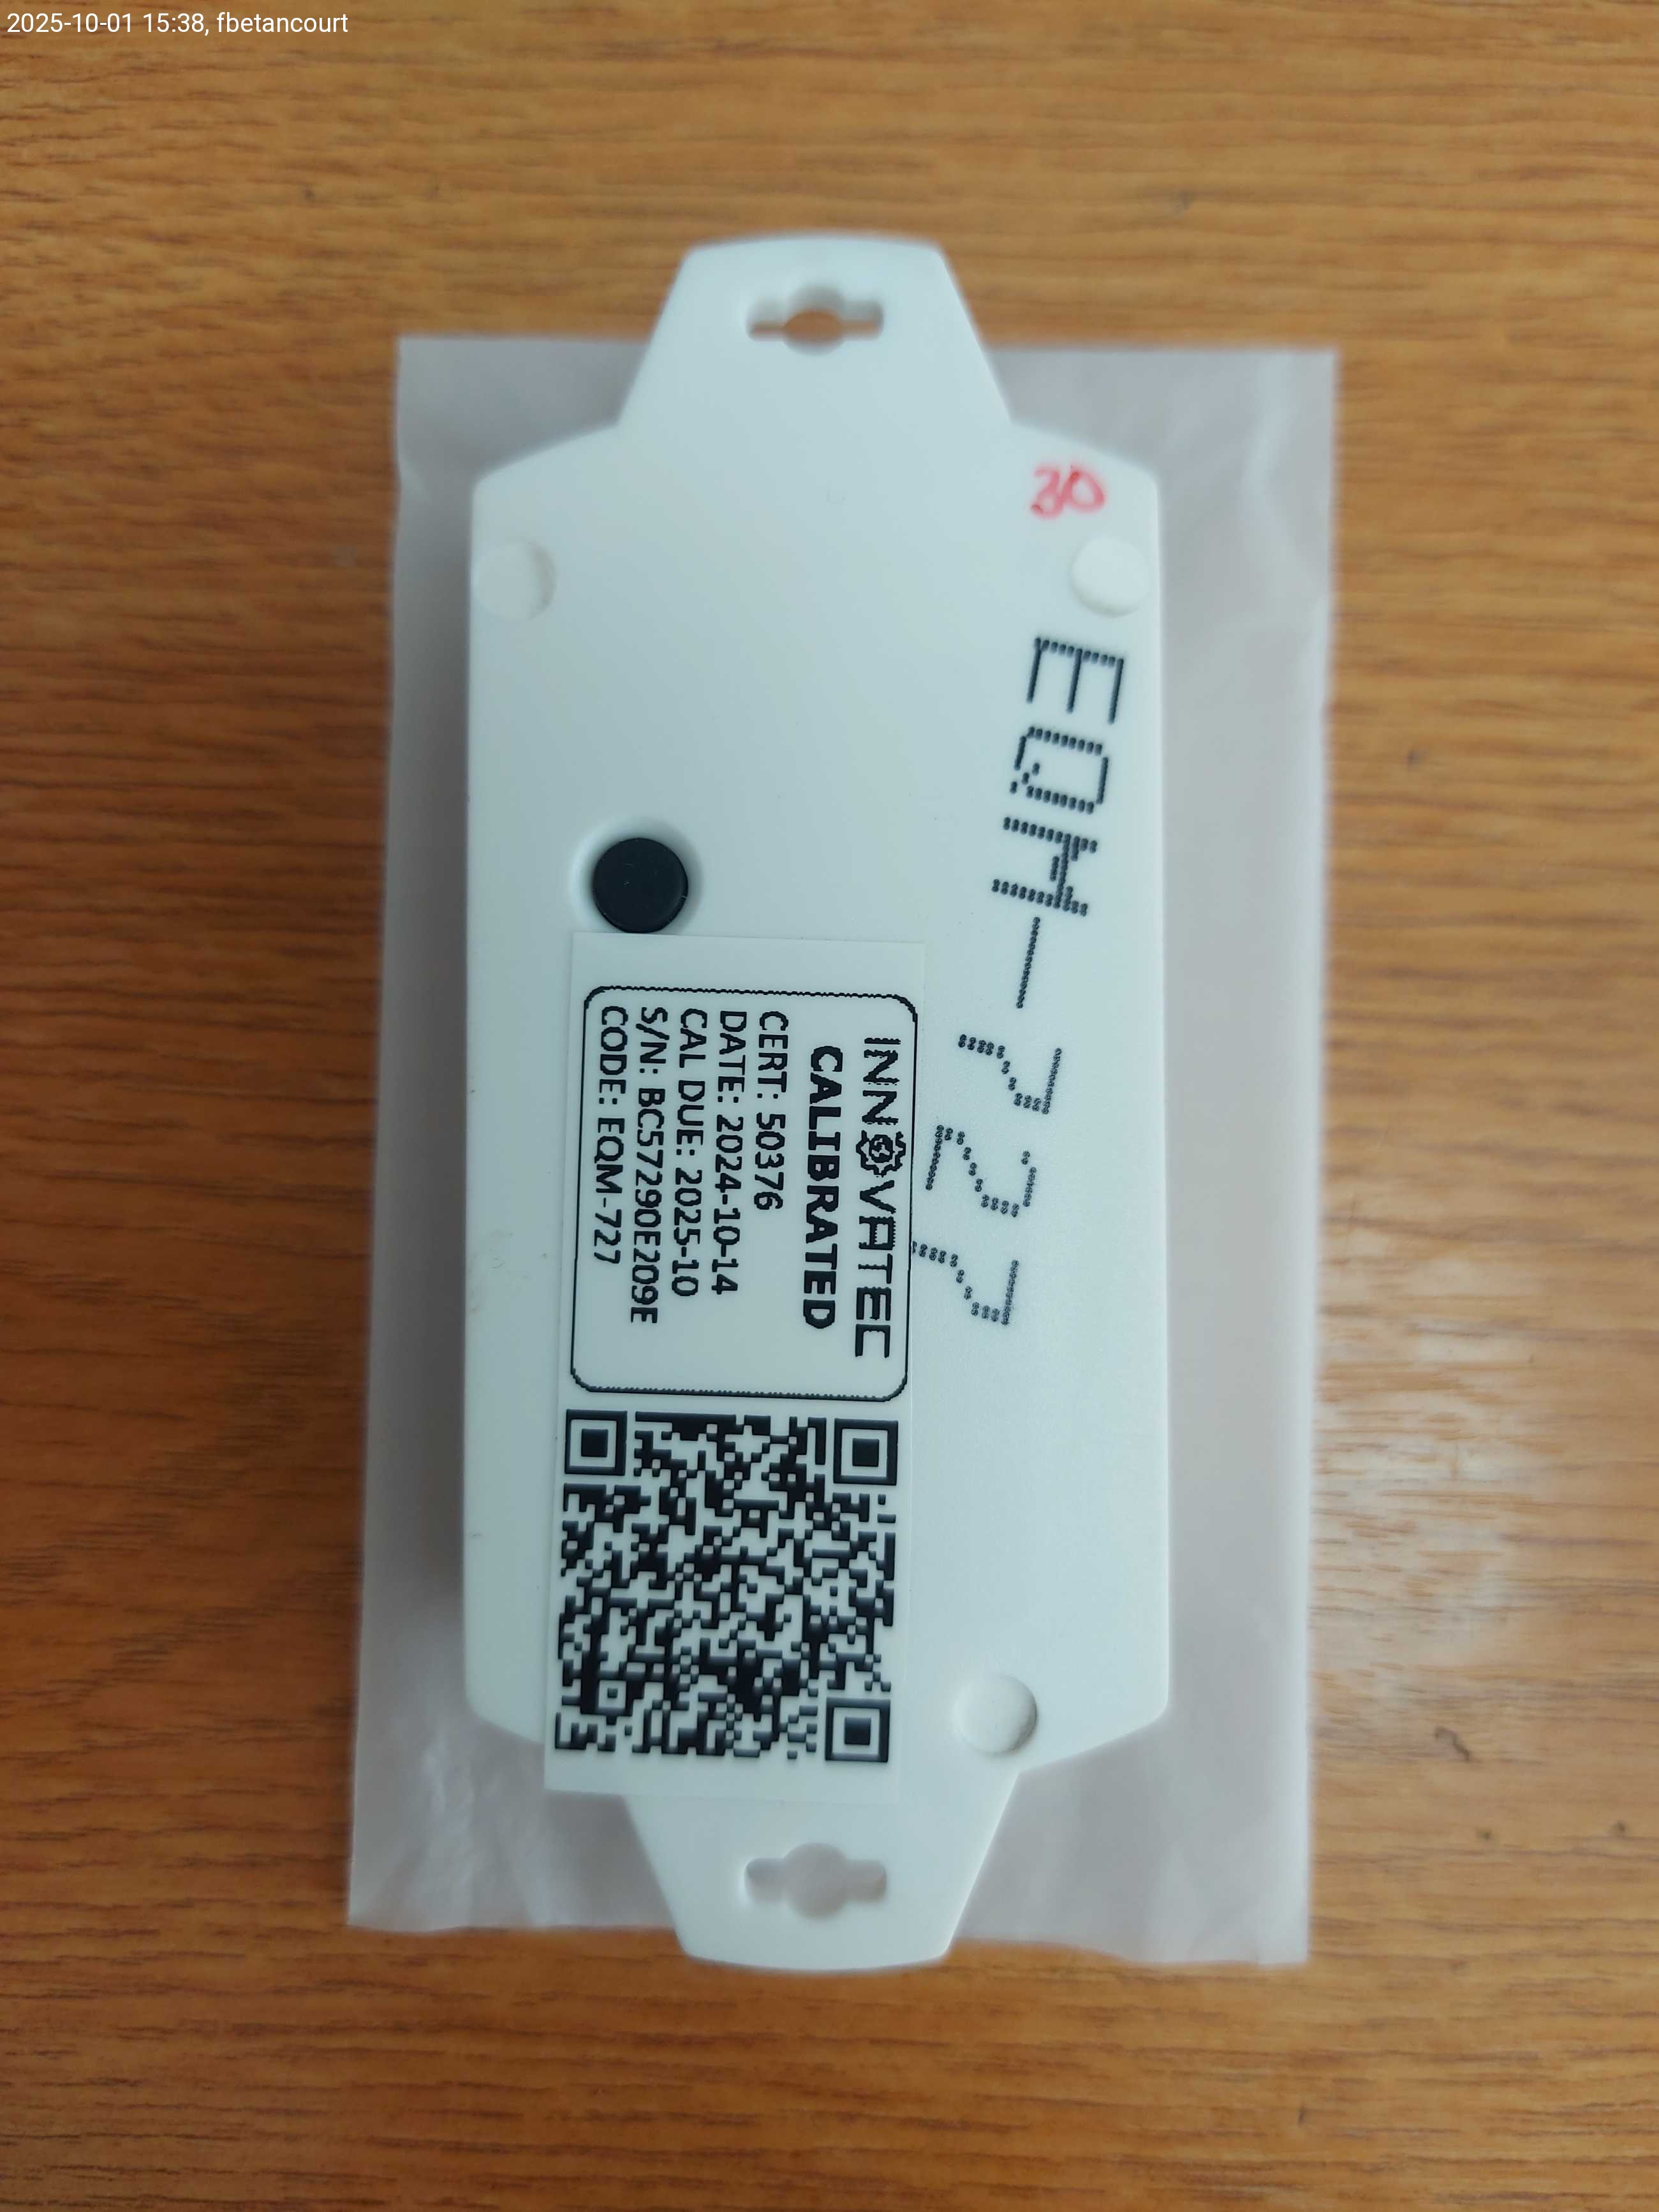 2025-10-01 15:38, fbetancourt
30
EQM-727
INNOVATEC
CALIBRATED
CERT: 50376
DATE: 2024-10-14
CAL DUE: 2025-10
S/N: BC57290E209E
CODE: EQM-727